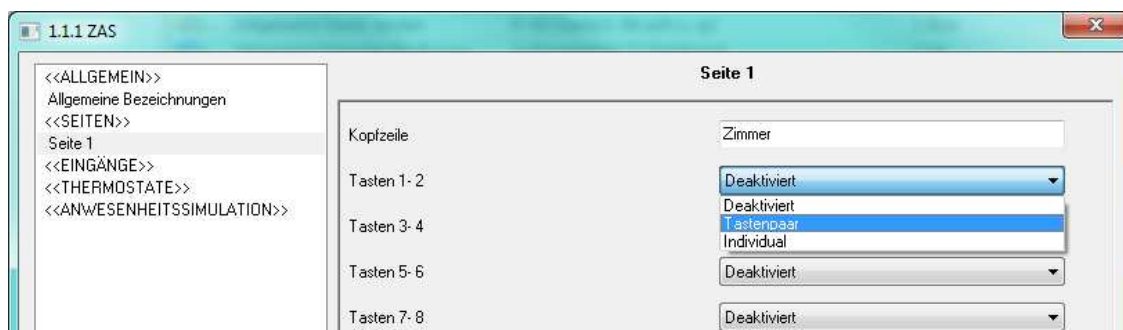 1.1.1 ZAS
<<ALLGEMEIN>>
Allgemeine Bezeichnungen
<<SEITEN>>
Seite 1
<<EINGÄNGE>>
<<THERMOSTATE>>
<<ANWESENHEITSSIMULATION>>
Seite 1
Kopfzeile Zimmer
Tasten 1- 2 Deaktiviert
Deaktiviert
Tastenpaar
Individual
Tasten 3- 4
Tasten 5- 6 Deaktiviert
Tasten 7- 8 Deaktiviert